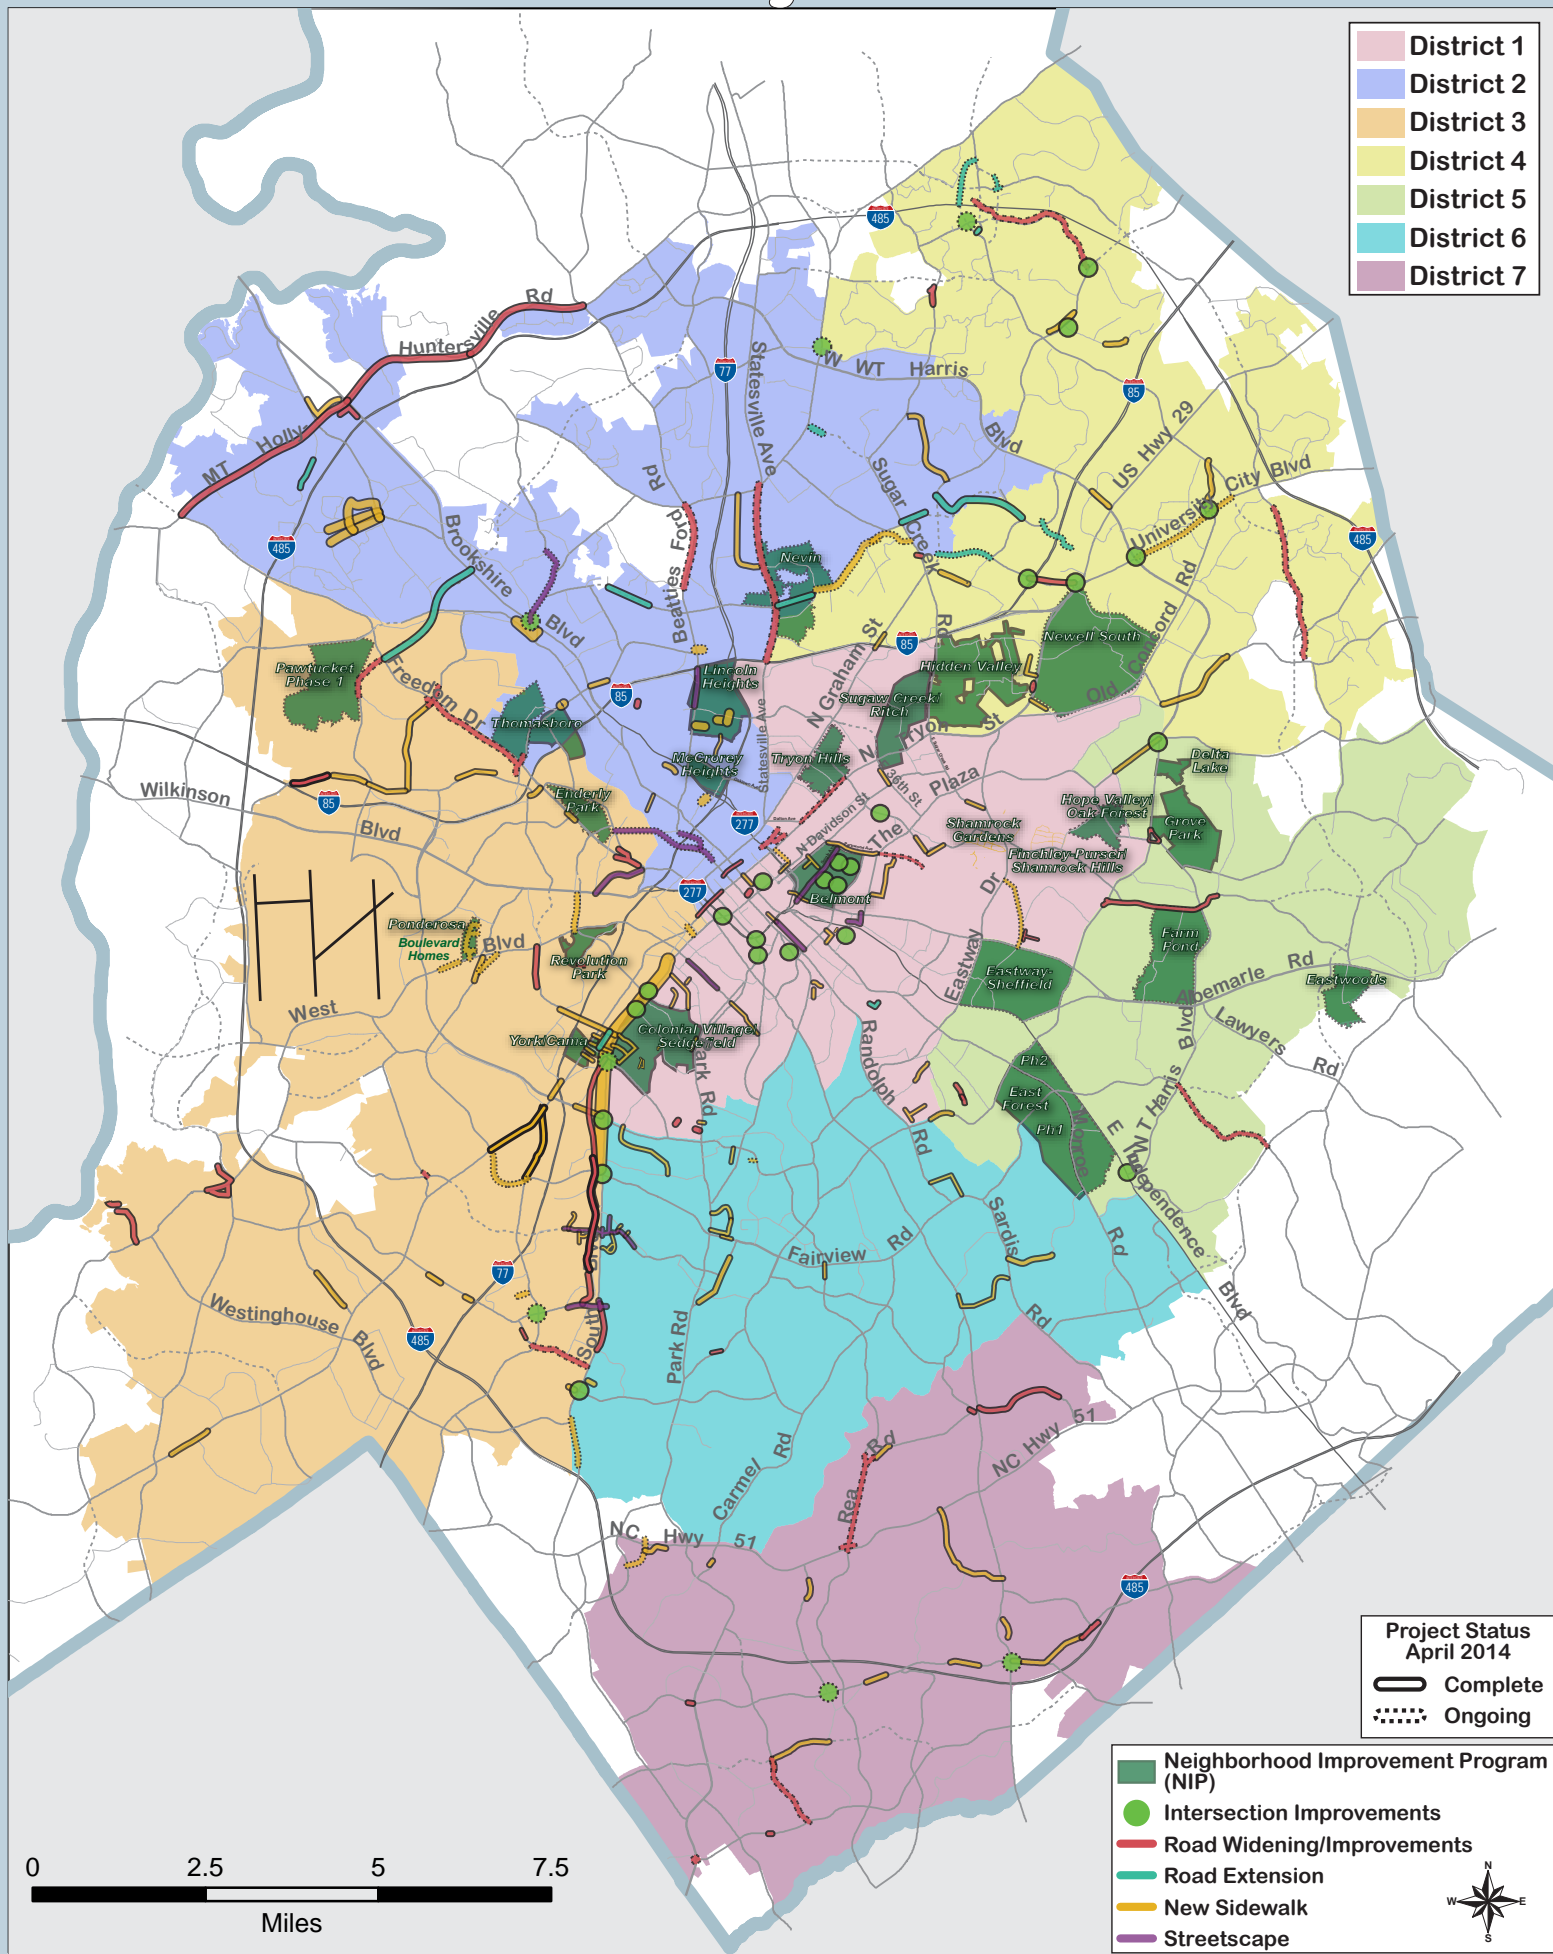 District 1
District 2
District 3
District 4
District 5
District 6
District 7
485
Rd
Huntersville
MT Holly
77
Statesville Ave
W WT Harris
Blvd
85
US Hwy 29
University City Blvd
485
485
Brookshire
Blvd
Rd
Beatties Ford
Sugar Creek
Rd
Nevin
85
N Graham St
Hidden Valley
Newell South
Old Concord Rd
Pawtucket
Phase 1
Freedom Dr
Thomasboro
85
Lincoln
Heights
Statesville Ave
Sugaw Creek/
Ritch
N Tryon St
McCrorey
Heights
Tryon Hills
36th St
Plaza
The
Delta
Lake
Wilkinson
Blvd
85
Enderly
Park
277
Dalton Ave
N Davidson St
Shamrock
Gardens
Hope Valley/
Oak Forest
Grove
Park
Finchley-Purser/
Shamrock Hills
277
Belmont
Dr
Eastway
Ponderosa
Boulevard
Homes
Blvd
West
Revolution
Park
Farm
Pond
Eastway-
Sheffield
Albemarle Rd
Eastwoods
Lawyers
Rd
Blvd
W T Harris
York/Cama
Colonial Village/
Sedgefield
Park Rd
Randolph
Rd
Ph2
East
Forest
Ph1
Monroe
Rd
E Independence
Blvd
Sardis
Rd
Fairview Rd
77
Westinghouse
Blvd
485
South
Blvd
Park Rd
Carmel Rd
Rea Rd
NC Hwy 51
NC Hwy 51
485
Project Status
April 2014
Complete
Ongoing
Neighborhood Improvement Program
(NIP)
Intersection Improvements
Road Widening/Improvements
Road Extension
New Sidewalk
Streetscape
N
W E
S
0 2.5 5 7.5
Miles